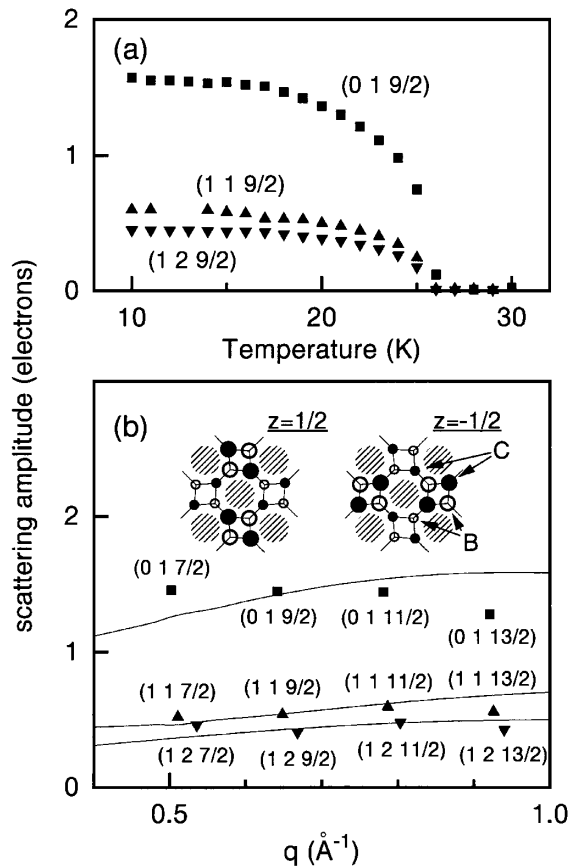 scattering amplitude (electrons)
(a)
2
1
0
(0 1 9/2)
(1 1 9/2)
(1 2 9/2)
10
20
30
Temperature (K)
(b)
z=1/2
z=-1/2
C
B
2
1
0
(0 1 7/2)
(0 1 9/2)
(0 1 11/2)
(0 1 13/2)
(1 1 7/2)
(1 1 9/2)
(1 1 11/2)
(1 1 13/2)
(1 2 7/2)
(1 2 9/2)
(1 2 11/2)
(1 2 13/2)
0.5
1.0
q (Å⁻¹)